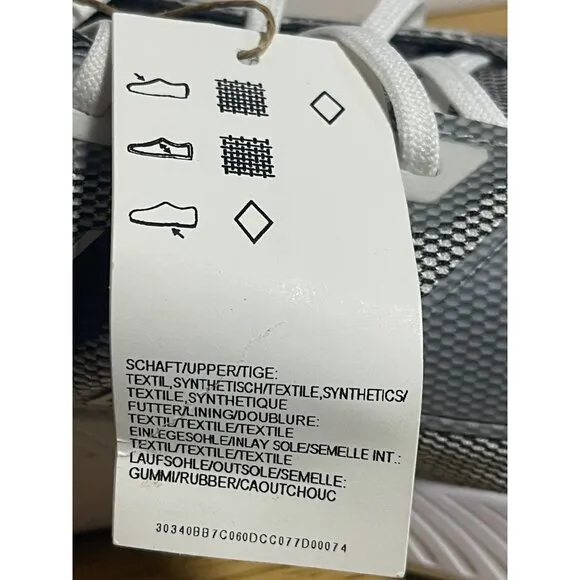 SCHAFT/UPPER/TIGE:
TEXTIL,SYNTHETISCH/TEXTILE,SYNTHETICS/
TEXTILE,SYNTHETIQUE
FUTTER/LINING/DOUBLURE:
TEXTIL/TEXTILE/TEXTILE
EINLEGESOHLE/INLAY SOLE/SEMELLE INT.:
TEXTIL/TEXTILE/TEXTILE
LAUFSOHLE/OUTSOLE/SEMELLE:
GUMMI/RUBBER/CAOUTCHOUC
30340BB7C060DCC077D00074